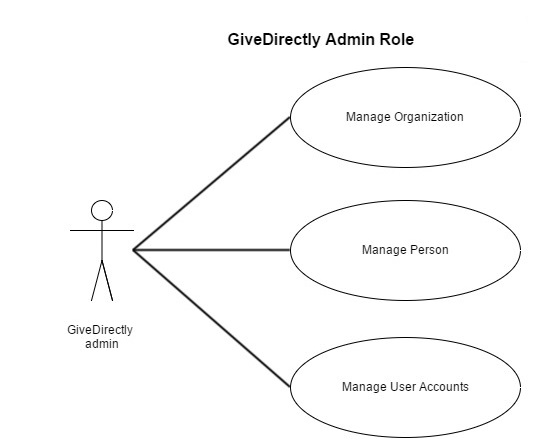 GiveDirectly Admin Role
Manage Organization
Manage Person
GiveDirectly
admin
Manage User Accounts